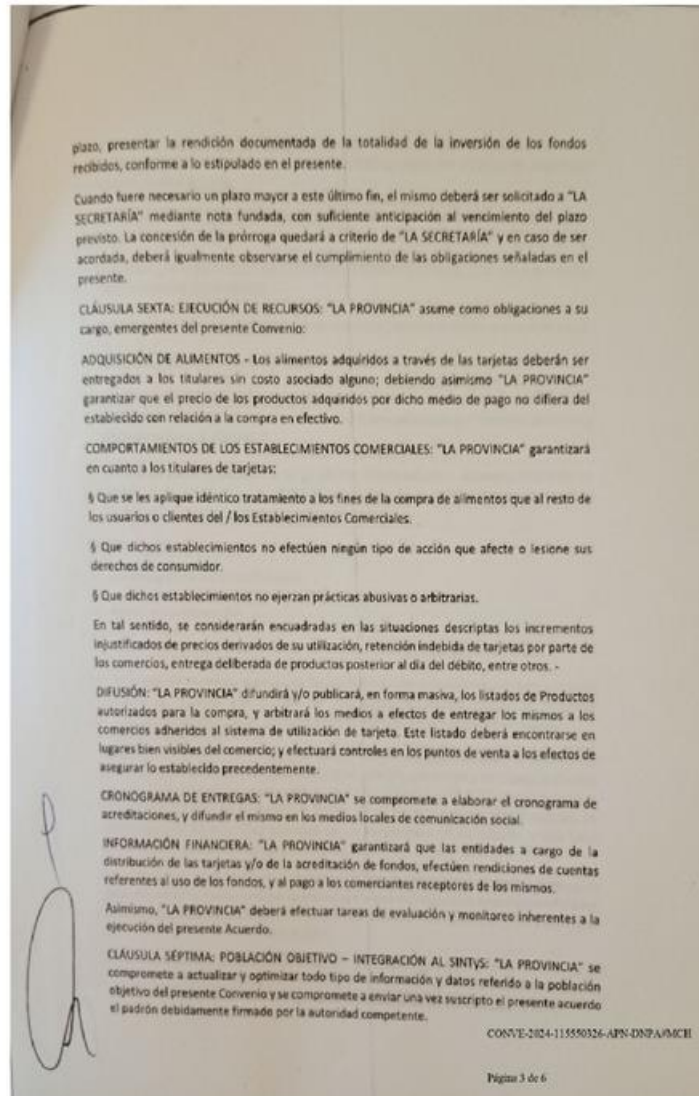 plazo, presentar la rendición documentada de la totalidad de la inversión de los fondos
recibidos, conforme a lo estipulado en el presente.
Cuando fuere necesario un plazo mayor a este último fin, el mismo deberá ser solicitado a "LA
SECRETARÍA" mediante nota fundada, con suficiente anticipación al vencimiento del plazo
previsto. La concesión de la prórroga quedará a criterio de "LA SECRETARÍA" y en caso de ser
acordada, deberá igualmente observarse el cumplimiento de las obligaciones señaladas en el
presente.
CLÁUSULA SEXTA: EJECUCIÓN DE RECURSOS: "LA PROVINCIA" asume como obligaciones a su
cargo, emergentes del presente Convenio:
ADQUISICIÓN DE ALIMENTOS - Los alimentos adquiridos a través de las tarjetas deberán ser
entregados a los titulares sin costo asociado alguno; debiendo asimismo "LA PROVINCIA"
garantizar que el precio de los productos adquiridos por dicho medio de pago no difiera del
establecido con relación a la compra en efectivo.
COMPORTAMIENTOS DE LOS ESTABLECIMIENTOS COMERCIALES: "LA PROVINCIA" garantizará
en cuanto a los titulares de tarjetas:
§ Que se les aplique idéntico tratamiento a los fines de la compra de alimentos que al resto de
los usuarios o clientes del / los Establecimientos Comerciales.
§ Que dichos establecimientos no efectúen ningún tipo de acción que afecte o lesione sus
derechos de consumidor.
§ Que dichos establecimientos no ejerzan prácticas abusivas o arbitrarias.
En tal sentido, se considerarán encuadradas en las situaciones descriptas los incrementos
injustificados de precios derivados de su utilización, retención indebida de tarjetas por parte de
los comercios, entrega deliberada de productos posterior al día del débito, entre otros. -
DIFUSIÓN: "LA PROVINCIA" difundirá y/o publicará, en forma masiva, los listados de Productos
autorizados para la compra, y arbitrará los medios a efectos de entregar los mismos a los
comercios adheridos al sistema de utilización de tarjeta. Este listado deberá encontrarse en
lugares bien visibles del comercio; y efectuará controles en los puntos de venta a los efectos de
asegurar lo establecido precedentemente.
CRONOGRAMA DE ENTREGAS: "LA PROVINCIA" se compromete a elaborar el cronograma de
acreditaciones, y difundir el mismo en los medios locales de comunicación social.
INFORMACIÓN FINANCIERA: "LA PROVINCIA" garantizará que las entidades a cargo de la
distribución de las tarjetas y/o de la acreditación de fondos, efectúen rendiciones de cuentas
referentes al uso de los fondos, y al pago a los comerciantes receptores de los mismos.
Asimismo, "LA PROVINCIA" deberá efectuar tareas de evaluación y monitoreo inherentes a la
ejecución del presente Acuerdo.
CLÁUSULA SÉPTIMA: POBLACIÓN OBJETIVO – INTEGRACIÓN AL SINTyS: "LA PROVINCIA" se
compromete a actualizar y optimizar todo tipo de información y datos referido a la población
objetivo del presente Convenio y se compromete a enviar una vez suscripto el presente acuerdo
el padrón debidamente firmado por la autoridad competente.
CONVE-2024-115550326-APN-DNPA#MCH
Página 3 de 6